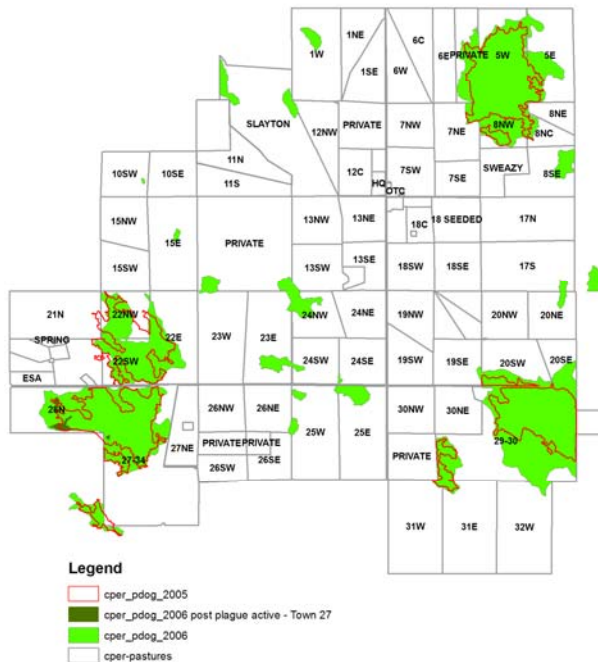 1W
1NE
1SE
6C
6W
6E
PRIVATE
5W
5E
SLAYTON
12NW
PRIVATE
7NW
7NE
8NW
8NE
8NC
11N
11S
12C
HQ
OTC
7SW
7SE
SWEAZY
8SE
10SW
10SE
15NW
15E
15SW
PRIVATE
13NW
13NE
13SW
13SE
18C
18 SEEDED
17N
18SW
18SE
17S
21N
22NW
22E
SPRING
22SW
ESA
23W
23E
24NW
24NE
24SW
24SE
19NW
20NW
20NE
19SW
19SE
20SW
20SE
26N
27-34
27NE
26NW
26NE
PRIVATE
PRIVATE
26SW
26SE
25W
25E
30NW
30NE
29-30
PRIVATE
31W
31E
32W
Legend
cper_pdog_2005
cper_pdog_2006 post plague active - Town 27
cper_pdog_2006
cper-pastures